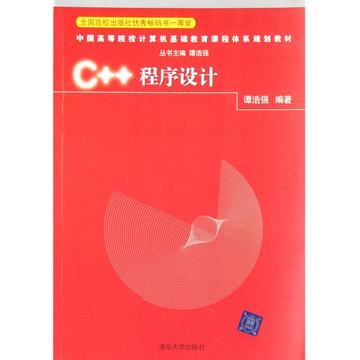 全国高校出版社优秀畅销书一等奖
中国高等院校计算机基础教育课程体系规划教材
丛书主编 谭浩强
C++ 程序设计
谭浩强 编著
清华大学出版社